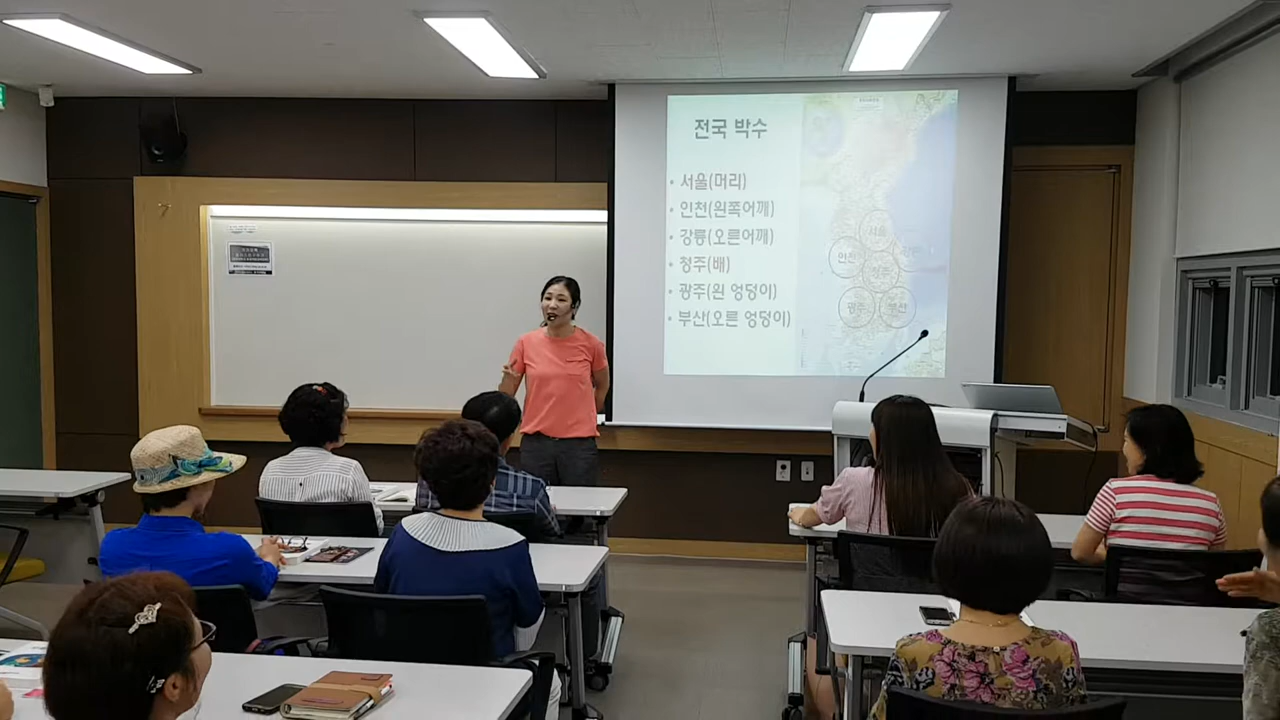 전국 박수
• 서울(머리)
• 인천(왼쪽어깨)
• 강릉(오른어깨)
• 청주(배)
• 광주(왼 엉덩이)
• 부산(오른 엉덩이)
서울
인천
청주
광주
부산